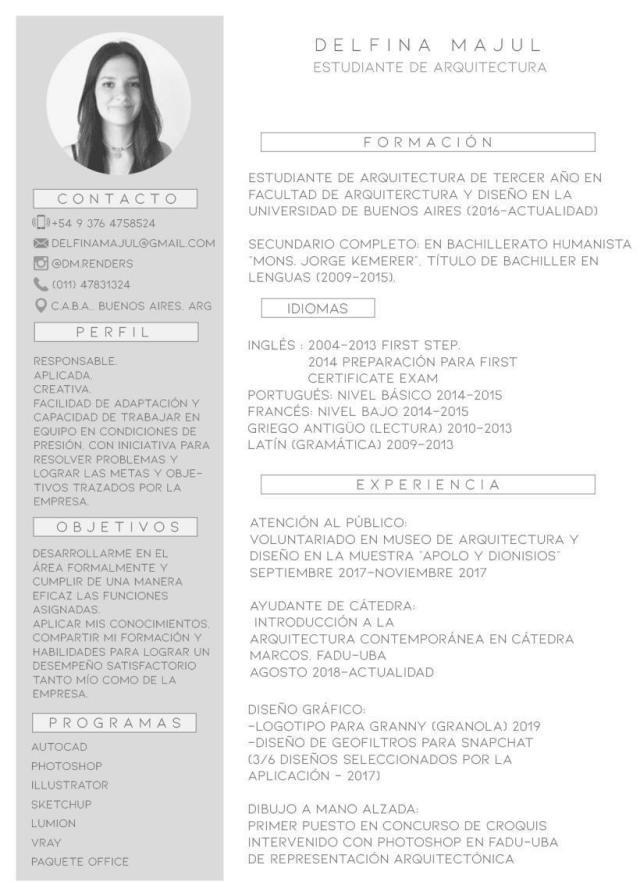 DELFINA MAJUL
ESTUDIANTE DE ARQUITECTURA
CONTACTO
+54 9 376 4758524
DELFINAMAJUL@GMAIL.COM
@DM.RENDERS
(011) 47831324
C.A.B.A., BUENOS AIRES, ARG
PERFIL
RESPONSABLE.
APLICADA.
CREATIVA.
FACILIDAD DE ADAPTACIÓN Y
CAPACIDAD DE TRABAJAR EN
EQUIPO EN CONDICIONES DE
PRESIÓN, CON INICIATIVA PARA
RESOLVER PROBLEMAS Y
LOGRAR LAS METAS Y OBJE-
TIVOS TRAZADOS POR LA
EMPRESA.
OBJETIVOS
DESARROLLARME EN EL
ÁREA FORMALMENTE Y
CUMPLIR DE UNA MANERA
EFICAZ LAS FUNCIONES
ASIGNADAS.
APLICAR MIS CONOCIMIENTOS,
COMPARTIR MI FORMACIÓN Y
HABILIDADES PARA LOGRAR UN
DESEMPEÑO SATISFACTORIO
TANTO MÍO COMO DE LA
EMPRESA.
PROGRAMAS
AUTOCAD
PHOTOSHOP
ILLUSTRATOR
SKETCHUP
LUMION
VRAY
PAQUETE OFFICE
FORMACIÓN
ESTUDIANTE DE ARQUITECTURA DE TERCER AÑO EN
FACULTAD DE ARQUITERCTURA Y DISEÑO EN LA
UNIVERSIDAD DE BUENOS AIRES (2016-ACTUALIDAD)
SECUNDARIO COMPLETO: EN BACHILLERATO HUMANISTA
"MONS. JORGE KEMERER". TÍTULO DE BACHILLER EN
LENGUAS (2009-2015).
IDIOMAS
INGLÉS : 2004-2013 FIRST STEP.
2014 PREPARACIÓN PARA FIRST
CERTIFICATE EXAM
PORTUGUÉS: NIVEL BÁSICO 2014-2015
FRANCÉS: NIVEL BAJO 2014-2015
GRIEGO ANTIGÜO (LECTURA) 2010-2013
LATÍN (GRAMÁTICA) 2009-2013
EXPERIENCIA
ATENCIÓN AL PÚBLICO:
VOLUNTARIADO EN MUSEO DE ARQUITECTURA Y
DISEÑO EN LA MUESTRA "APOLO Y DIONISIOS"
SEPTIEMBRE 2017-NOVIEMBRE 2017
AYUDANTE DE CÁTEDRA:
INTRODUCCIÓN A LA
ARQUITECTURA CONTEMPORÁNEA EN CÁTEDRA
MARCOS. FADU-UBA
AGOSTO 2018-ACTUALIDAD
DISEÑO GRÁFICO:
-LOGOTIPO PARA GRANNY (GRANOLA) 2019
-DISEÑO DE GEOFILTROS PARA SNAPCHAT
(3/6 DISEÑOS SELECCIONADOS POR LA
APLICACIÓN - 2017)
DIBUJO A MANO ALZADA:
PRIMER PUESTO EN CONCURSO DE CROQUIS
INTERVENIDO CON PHOTOSHOP EN FADU-UBA
DE REPRESENTACIÓN ARQUITECTÓNICA